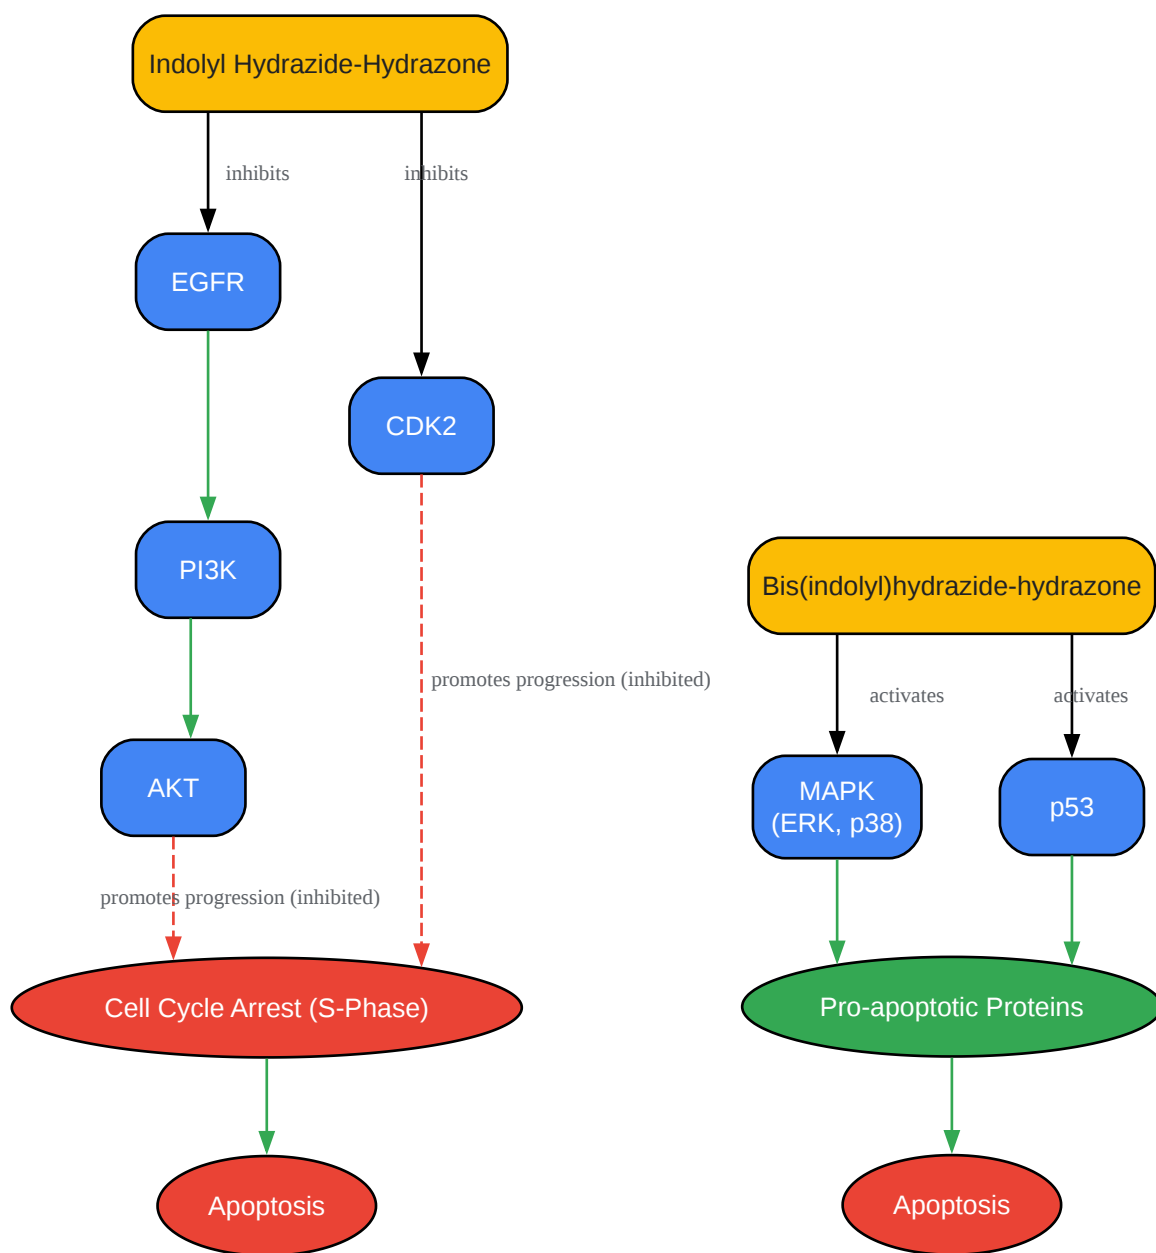 Indolyl Hydrazide-Hydrazone
inhibits
inhibits
EGFR
CDK2
PI3K
promotes progression (inhibited)
AKT
promotes progression (inhibited)
Cell Cycle Arrest (S-Phase)
Apoptosis
Bis(indolyl)hydrazide-hydrazone
activates
activates
MAPK
(ERK, p38)
p53
Pro-apoptotic Proteins
Apoptosis